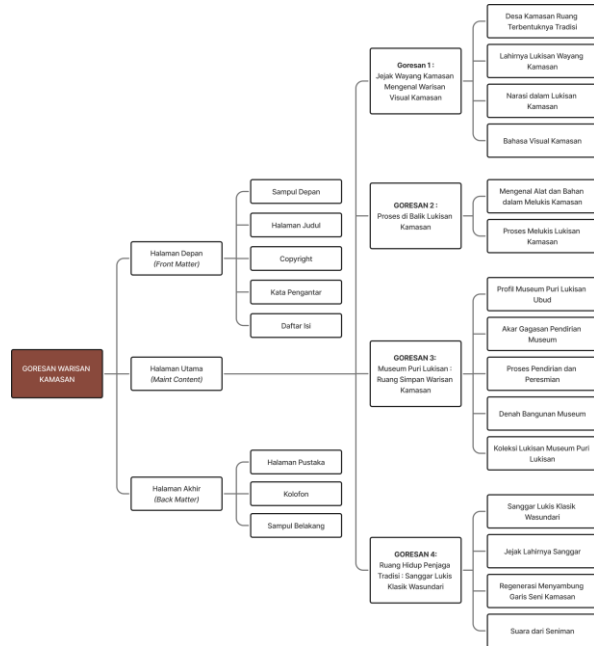 GORESAN WARISAN
KAMASAN
Halaman Depan
(Front Matter)
Sampul Depan
Halaman Judul
Copyright
Kata Pengantar
Daftar Isi
Halaman Utama
(Maint Content)
Goresan 1 :
Jejak Wayang Kamasan
Mengenal Warisan
Visual Kamasan
Desa Kamasan Ruang
Terbentuknya Tradisi
Lahirnya Lukisan Wayang
Kamasan
Narasi dalam Lukisan
Kamasan
Bahasa Visual Kamasan
GORESAN 2 :
Proses di Balik Lukisan
Kamasan
Mengenal Alat dan Bahan
dalam Melukis Kamasan
Proses Melukis Lukisan
Kamasan
GORESAN 3:
Museum Puri Lukisan :
Ruang Simpan Warisan
Kamasan
Profil Museum Puri Lukisan
Ubud
Akar Gagasan Pendirian
Museum
Proses Pendirian dan
Peresmian
Denah Bangunan Museum
Koleksi Lukisan Museum Puri
Lukisan
GORESAN 4:
Ruang Hidup Penjaga
Tradisi : Sanggar Lukis
Klasik Wasundari
Sanggar Lukis Klasik
Wasundari
Jejak Lahirnya Sanggar
Regenerasi Menyambung
Garis Seni Kamasan
Suara dari Seniman
Halaman Akhir
(Back Matter)
Halaman Pustaka
Kolofon
Sampul Belakang